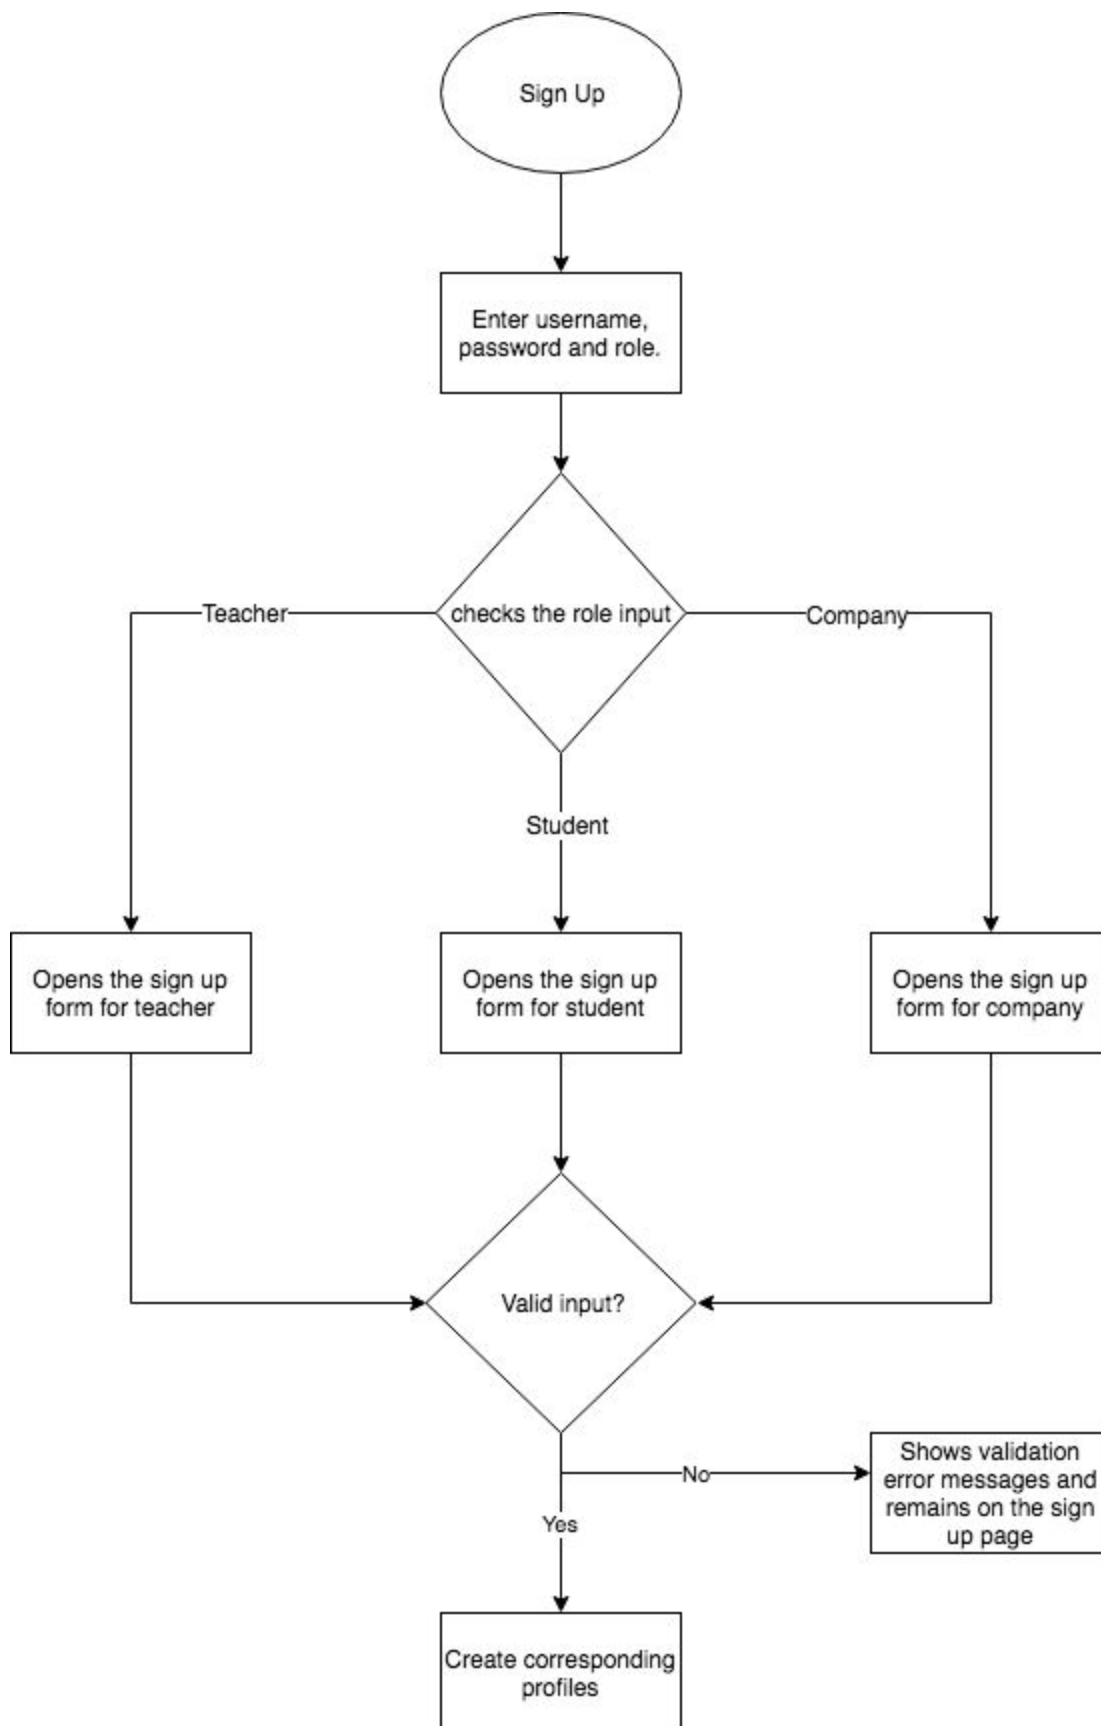 Sign Up
Enter username,
password and role.
Teacher
checks the role input
Company
Student
Opens the sign up
form for teacher
Opens the sign up
form for student
Opens the sign up
form for company
Valid input?
No
Shows validation
error messages and
remains on the sign
up page
Yes
Create corresponding
profiles